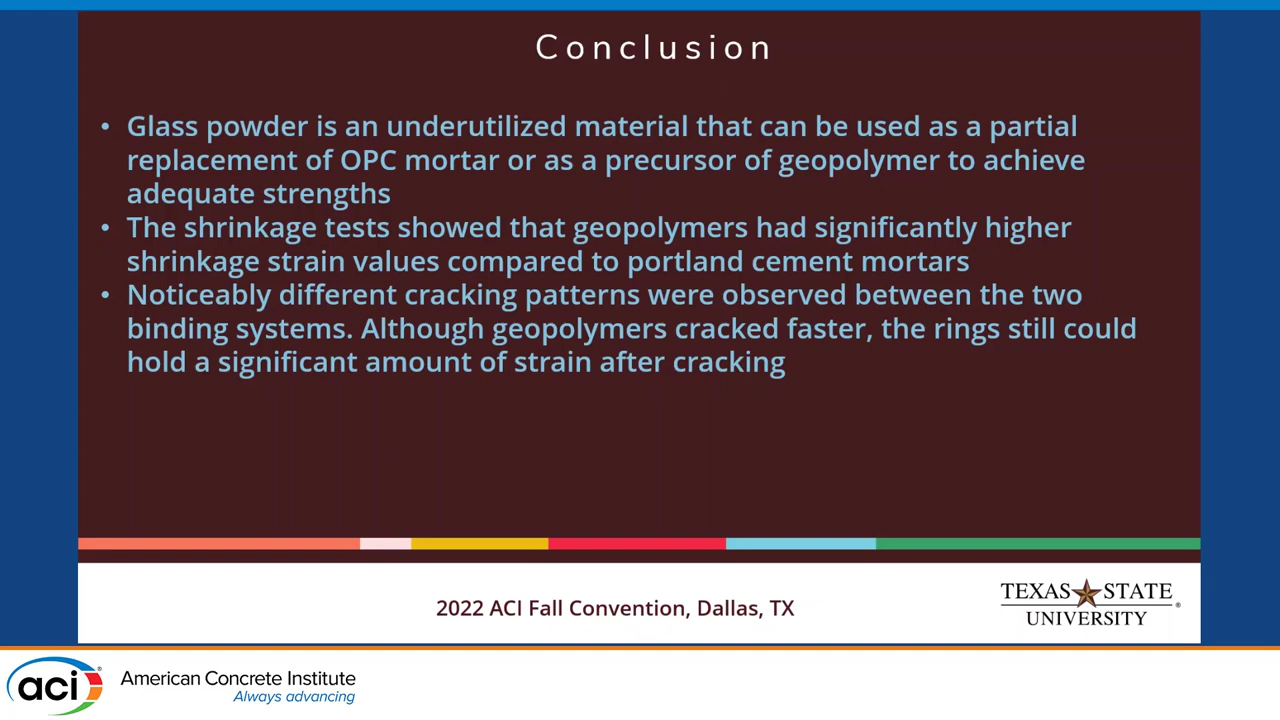 Conclusion
• Glass powder is an underutilized material that can be used as a partial
replacement of OPC mortar or as a precursor of geopolymer to achieve
adequate strengths
• The shrinkage tests showed that geopolymers had significantly higher
shrinkage strain values compared to portland cement mortars
• Noticeably different cracking patterns were observed between the two
binding systems. Although geopolymers cracked faster, the rings still could
hold a significant amount of strain after cracking
2022 ACI Fall Convention, Dallas, TX
TEXAS STATE
UNIVERSITY®
aci®
American Concrete Institute
Always advancing